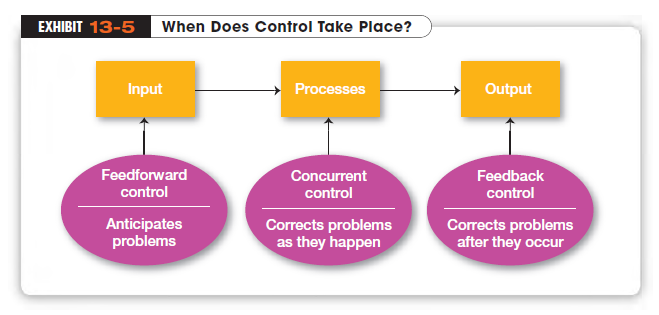 EXHIBIT 13-5 When Does Control Take Place?
Input
Processes
Output
Feedforward
control
Anticipates
problems
Concurrent
control
Corrects problems
as they happen
Feedback
control
Corrects problems
after they occur